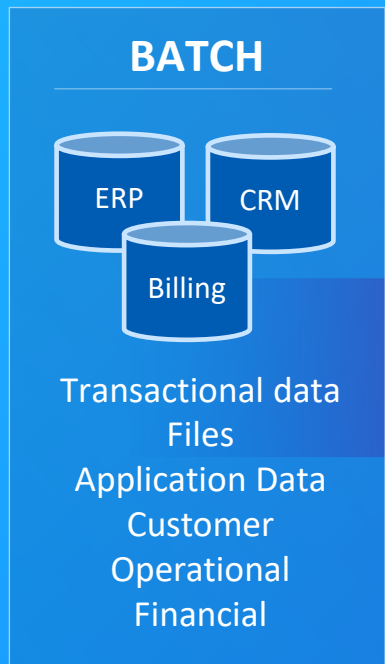 BATCH
ERP
CRM
Billing
Transactional data
Files
Application Data
Customer
Operational
Financial